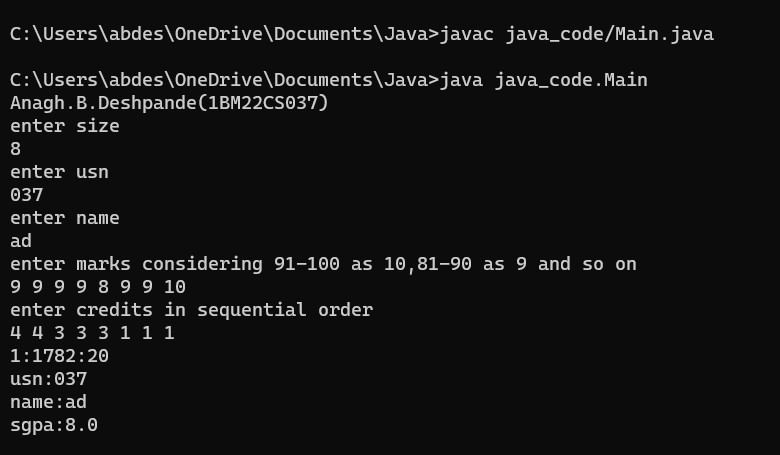 C:\Users\abdes\OneDrive\Documents\Java>javac java_code/Main.java
C:\Users\abdes\OneDrive\Documents\Java>java java_code.Main
Anagh.B.Deshpande(1BM22CS037)
enter size
8
enter usn
037
enter name
ad
enter marks considering 91-100 as 10,81-90 as 9 and so on
9 9 9 9 8 9 9 10
enter credits in sequential order
4 4 3 3 3 1 1 1
1:1782:20
usn:037
name:ad
sgpa:8.0